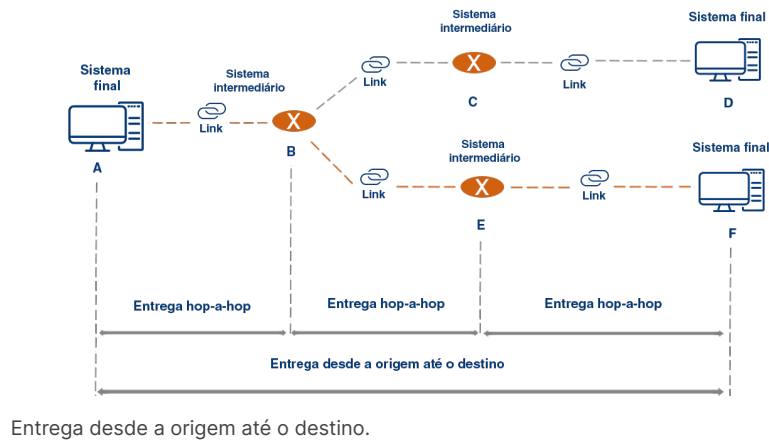 Sistema
intermediário
Sistema final
Link
X
Link
C
D
Sistema
final
Sistema
intermediário
Link
X
A
B
Sistema
intermediário
Sistema final
Link
X
Link
E
F
Entrega hop-a-hop
Entrega hop-a-hop
Entrega hop-a-hop
Entrega desde a origem até o destino
Entrega desde a origem até o destino.